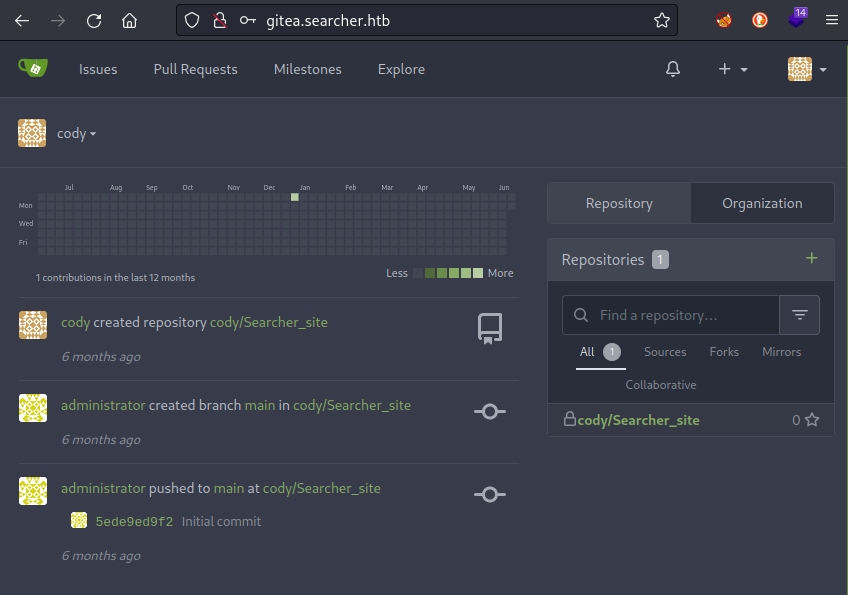 gitea.searcher.htb
14
Issues Pull Requests Milestones Explore
cody
Jul Aug Sep Oct Nov Dec Jan Feb Mar Apr May Jun
Mon
Wed
Fri
1 contributions in the last 12 months
Less More
cody created repository cody/Searcher_site
6 months ago
administrator created branch main in cody/Searcher_site
6 months ago
administrator pushed to main at cody/Searcher_site
5ede9ed9f2 Initial commit
6 months ago
Repository Organization
Repositories 1
Find a repository…
All 1 Sources Forks Mirrors
Collaborative
cody/Searcher_site 0